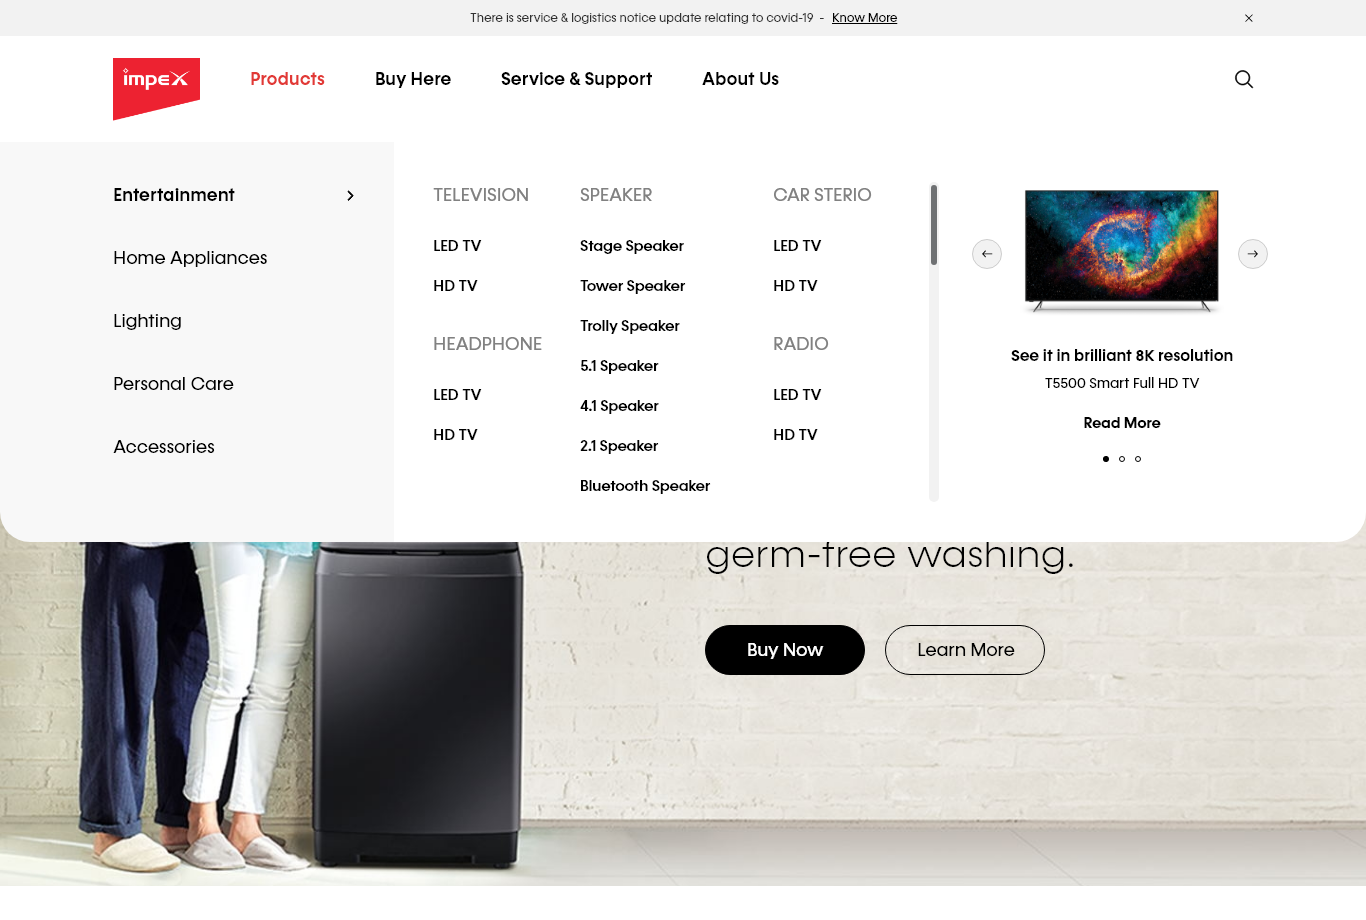 There is service & logistics notice update relating to covid-19 - Know More
impex
Products
Buy Here
Service & Support
About Us
Entertainment
Home Appliances
Lighting
Personal Care
Accessories
TELEVISION
LED TV
HD TV
HEADPHONE
LED TV
HD TV
SPEAKER
Stage Speaker
Tower Speaker
Trolly Speaker
5.1 Speaker
4.1 Speaker
2.1 Speaker
Bluetooth Speaker
CAR STERIO
LED TV
HD TV
RADIO
LED TV
HD TV
See it in brilliant 8K resolution
T5500 Smart Full HD TV
Read More
germ-free washing.
Buy Now
Learn More